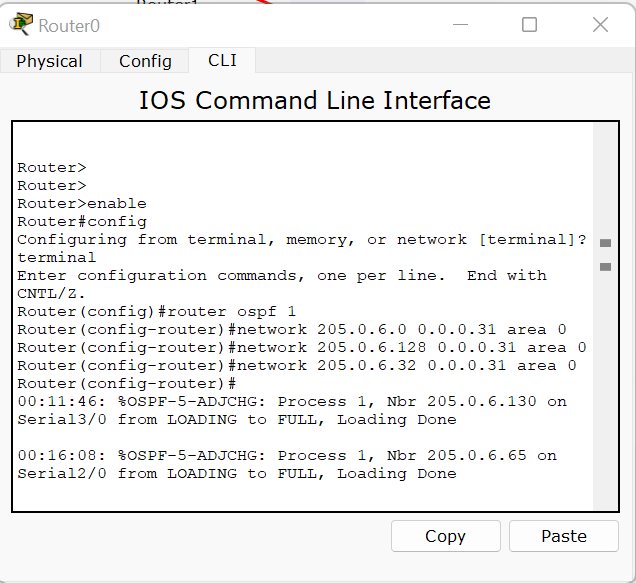 Router0
Physical Config CLI
IOS Command Line Interface
Router>
Router>
Router>enable
Router#config
Configuring from terminal, memory, or network [terminal]?
terminal
Enter configuration commands, one per line.  End with
CNTL/Z.
Router(config)#router ospf 1
Router(config-router)#network 205.0.6.0 0.0.0.31 area 0
Router(config-router)#network 205.0.6.128 0.0.0.31 area 0
Router(config-router)#network 205.0.6.32 0.0.0.31 area 0
Router(config-router)#
00:11:46: %OSPF-5-ADJCHG: Process 1, Nbr 205.0.6.130 on
Serial3/0 from LOADING to FULL, Loading Done
00:16:08: %OSPF-5-ADJCHG: Process 1, Nbr 205.0.6.65 on
Serial2/0 from LOADING to FULL, Loading Done
Copy Paste